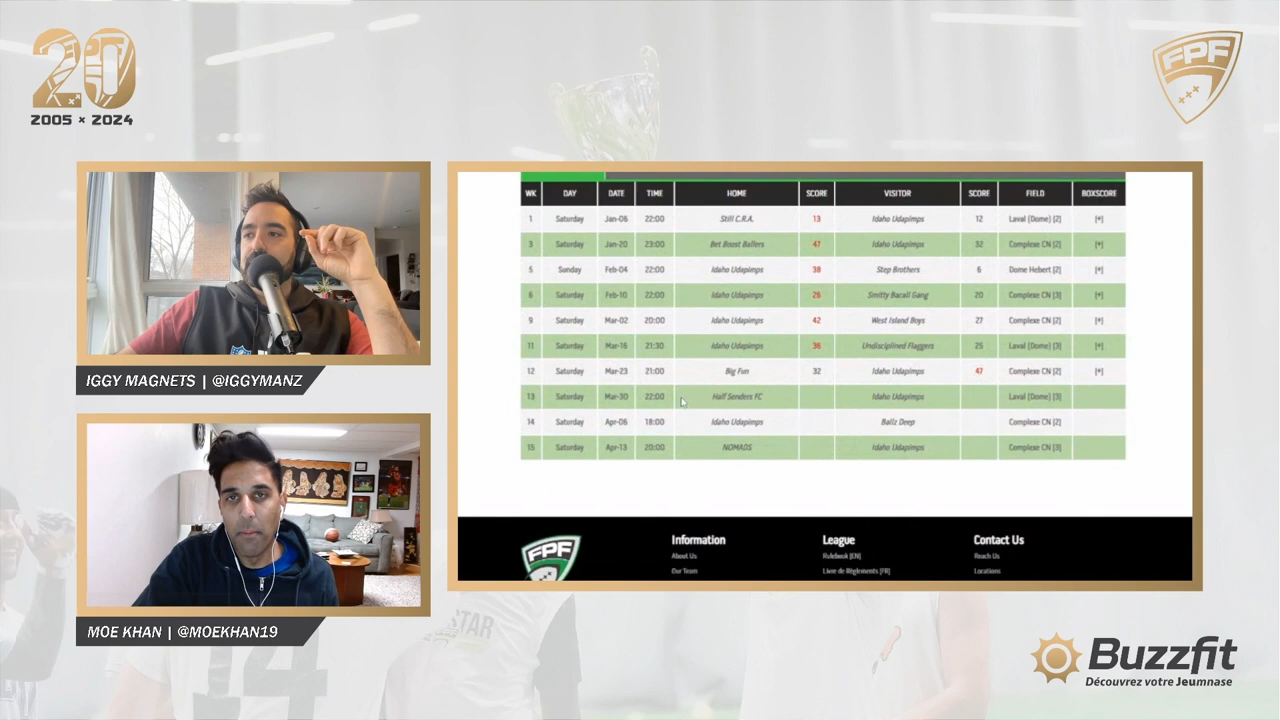 20
2005 × 2024
FPF
IGGY MAGNETS | @IGGYMANZ
MOE KHAN | @MOEKHAN19
WK DAY DATE TIME HOME SCORE VISITOR SCORE FIELD BOXSCORE
1 Saturday Jan-06 22:00 Still C.R.A. 13 Idaho Udapimps 12 Laval (Dome) [2] [+]
3 Saturday Jan-20 23:00 Bet Boost Ballers 47 Idaho Udapimps 32 Complexe CN [2] [+]
5 Sunday Feb-04 22:00 Idaho Udapimps 38 Step Brothers 6 Dome Hebert [2] [+]
6 Saturday Feb-10 22:00 Idaho Udapimps 26 Smitty Bacall Gang 20 Complexe CN [3] [+]
9 Saturday Mar-02 20:00 Idaho Udapimps 42 West Island Boys 27 Complexe CN [2] [+]
11 Saturday Mar-16 21:30 Idaho Udapimps 36 Undisciplined Flaggers 25 Laval (Dome) [3] [+]
12 Saturday Mar-23 21:00 Big Fun 32 Idaho Udapimps 47 Complexe CN [2] [+]
13 Saturday Mar-30 22:00 Half Senders FC Idaho Udapimps Laval (Dome) [3]
14 Saturday Apr-06 18:00 Idaho Udapimps Ballz Deep Complexe CN [2]
15 Saturday Apr-13 20:00 NOMADS Idaho Udapimps Complexe CN [3]
FPF
Information League Contact Us
About Us Rulebook [EN] Reach Us
Our Team Livre de Règlements [FR] Locations
STAR
14
Buzzfit
Découvrez votre Jeumnase